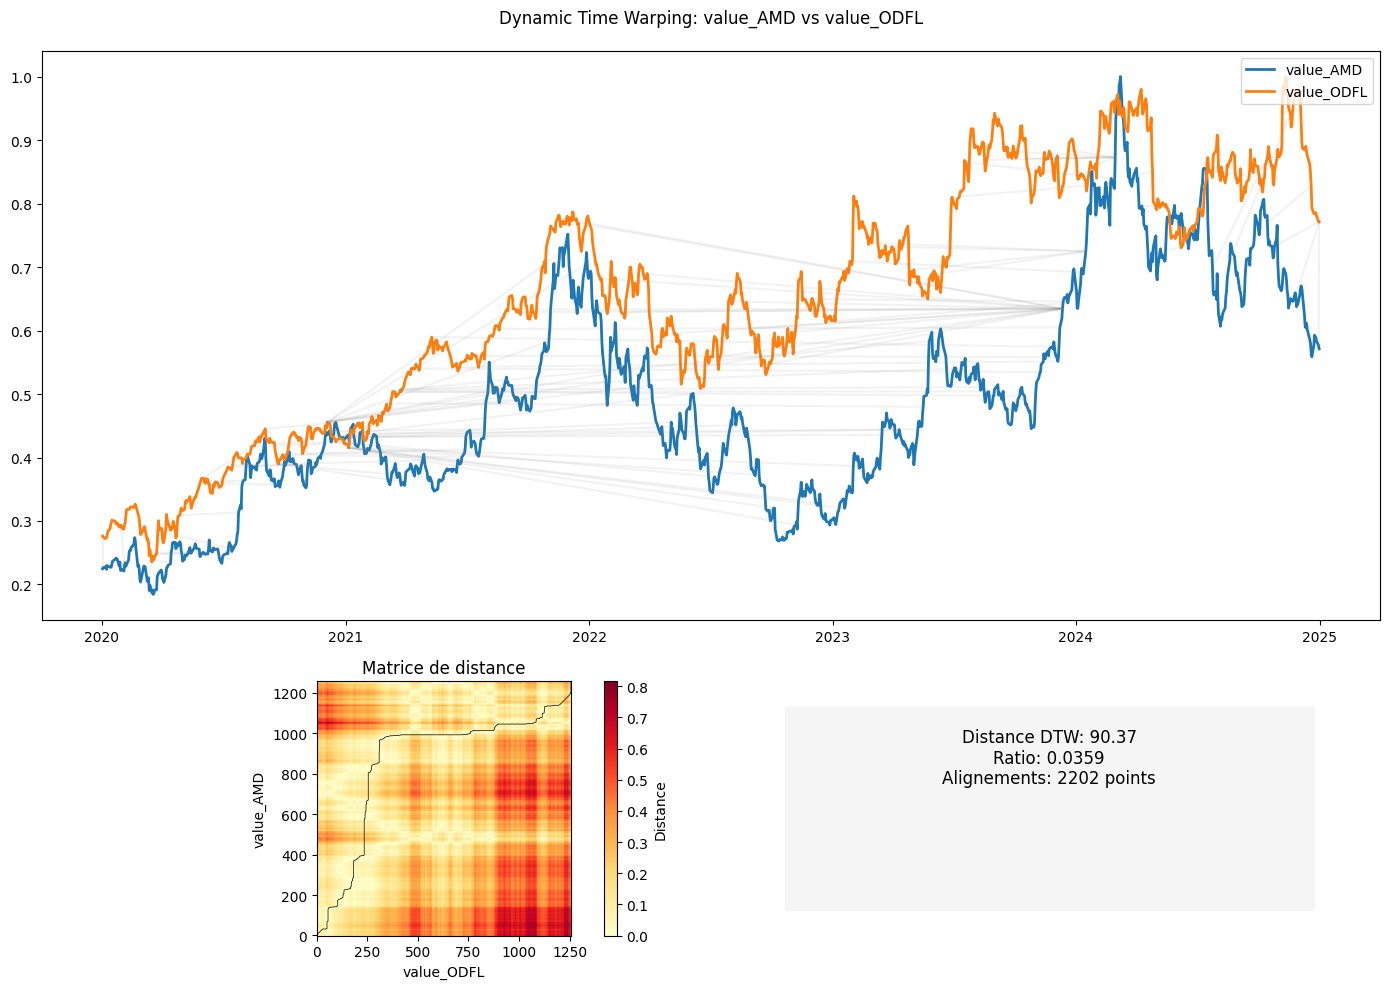 Dynamic Time Warping: value_AMD vs value_ODFL
value_AMD
value_ODFL
1.0
0.9
0.8
0.7
0.6
0.5
0.4
0.3
0.2
2020 2021 2022 2023 2024 2025
Matrice de distance
value_AMD
1200
1000
800
600
400
200
0
0 250 500 750 1000 1250
value_ODFL
0.8
0.7
0.6
0.5
0.4
0.3
0.2
0.1
0.0
Distance
Distance DTW: 90.37
Ratio: 0.0359
Alignements: 2202 points